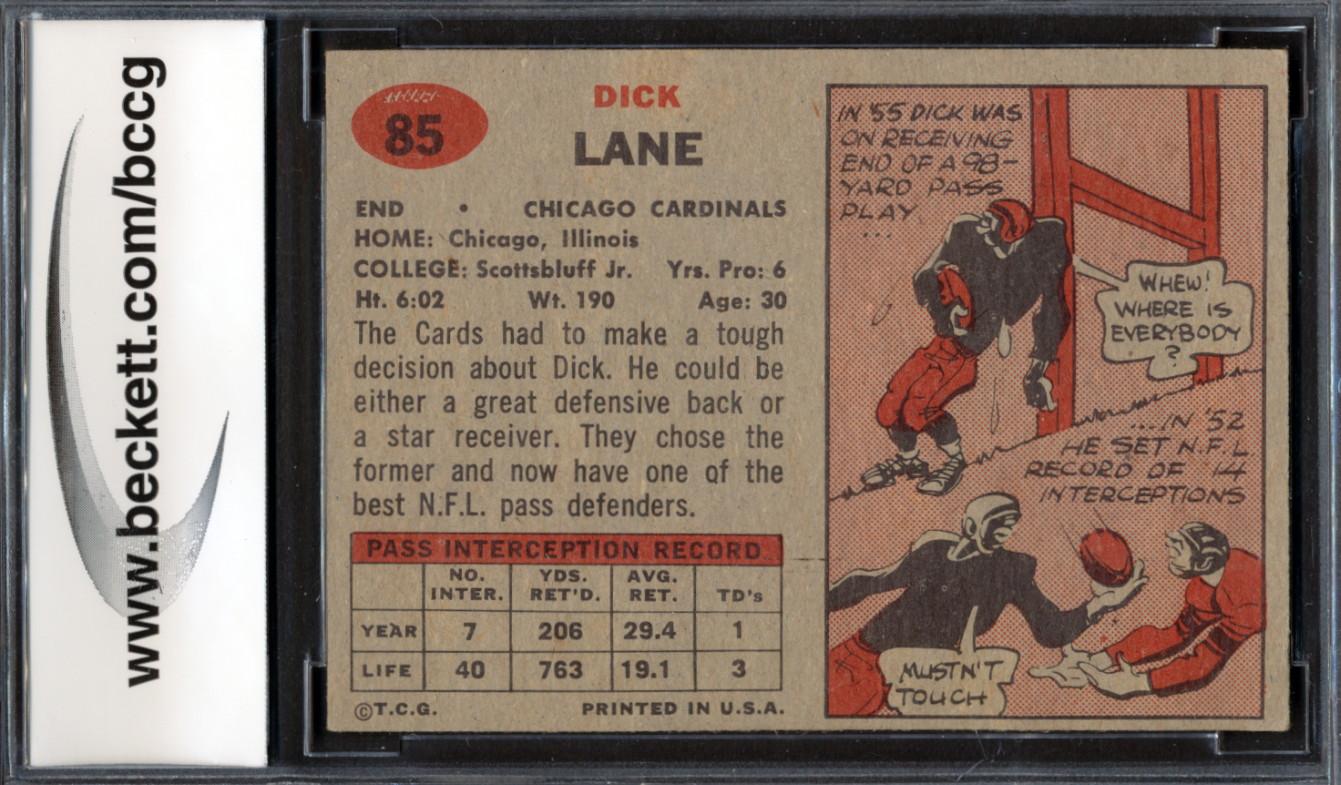 www.beckett.com/bccg
85
DICK
LANE
END • CHICAGO CARDINALS
HOME: Chicago, Illinois
COLLEGE: Scottsbluff Jr. Yrs. Pro: 6
Ht. 6:02 Wt. 190 Age: 30
The Cards had to make a tough
decision about Dick. He could be
either a great defensive back or
a star receiver. They chose the
former and now have one of the
best N.F.L. pass defenders.
PASS INTERCEPTION RECORD
NO. INTER. YDS. RET'D. AVG. RET. TD's
YEAR 7 206 29.4 1
LIFE 40 763 19.1 3
©T.C.G. PRINTED IN U.S.A.
IN '55 DICK WAS
ON RECEIVING
END OF A 98-
YARD PASS
PLAY
...
WHEW!
WHERE IS
EVERYBODY
?
...IN '52
HE SET N.F.L
RECORD OF 14
INTERCEPTIONS
MUSTN'T
TOUCH